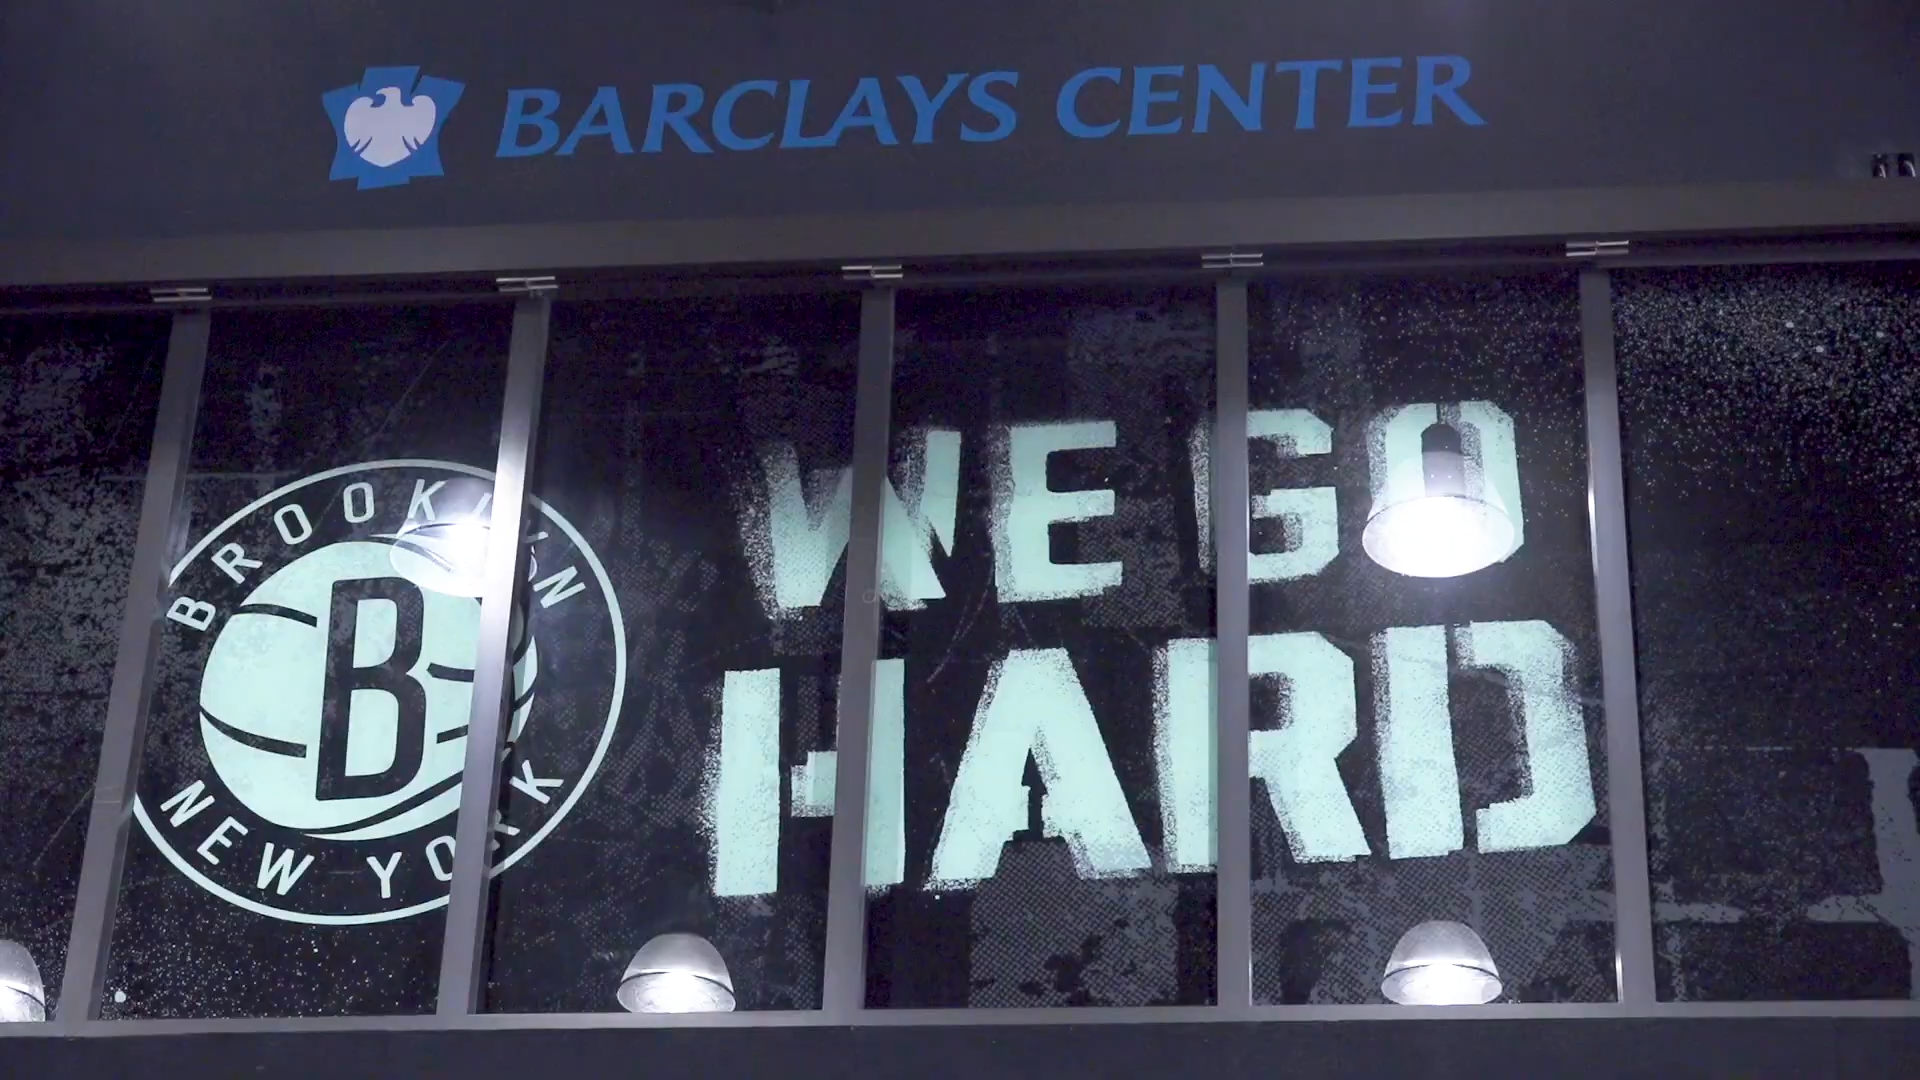 BARCLAYS CENTER
BROOKLYN
B
NEW YORK
WE GO
HARD